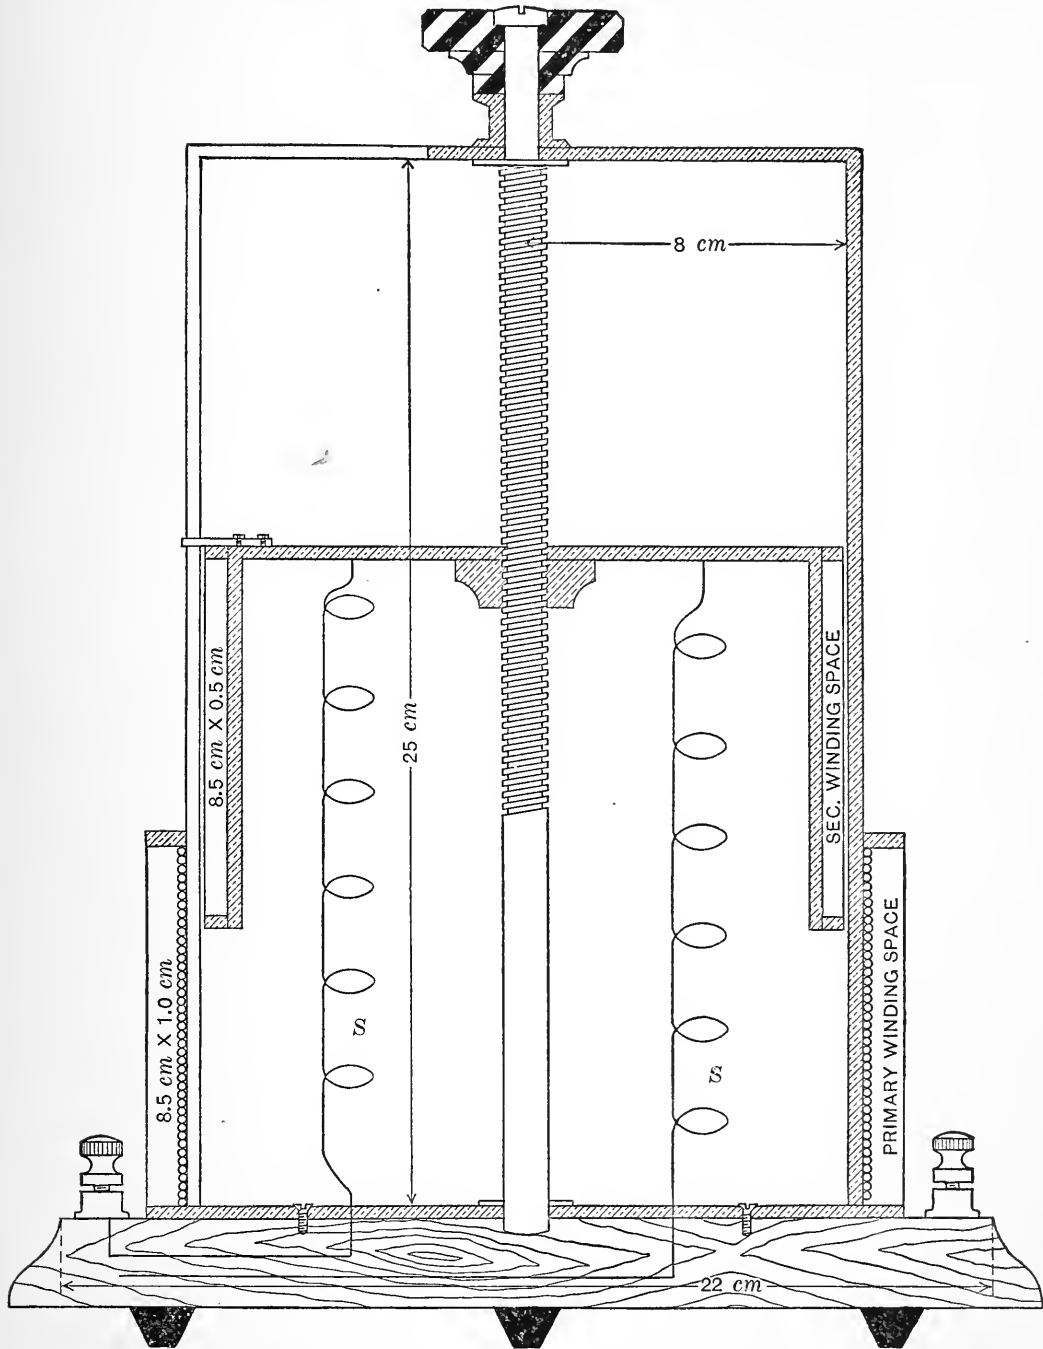 8 cm
8.5 cm X 0.5 cm
25 cm
SEC. WINDING SPACE
8.5 cm X 1.0 cm
PRIMARY WINDING SPACE
S
S
22 cm